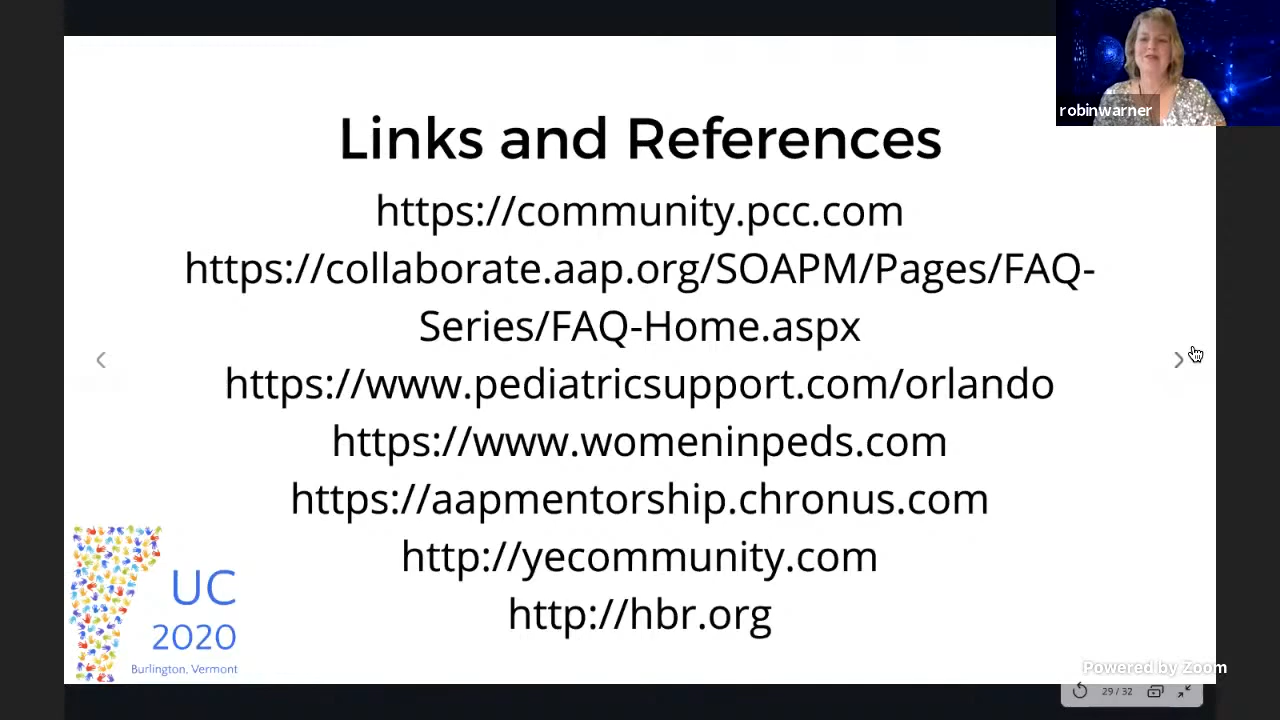 robinwarner
Links and References
https://community.pcc.com
https://collaborate.aap.org/SOAPM/Pages/FAQ-
Series/FAQ-Home.aspx
https://www.pediatricsupport.com/orlando
https://www.womeninpeds.com
https://aapmentorship.chronus.com
http://yecommunity.com
http://hbr.org
UC
2020
Burlington, Vermont
Powered by Zoom
29 / 32